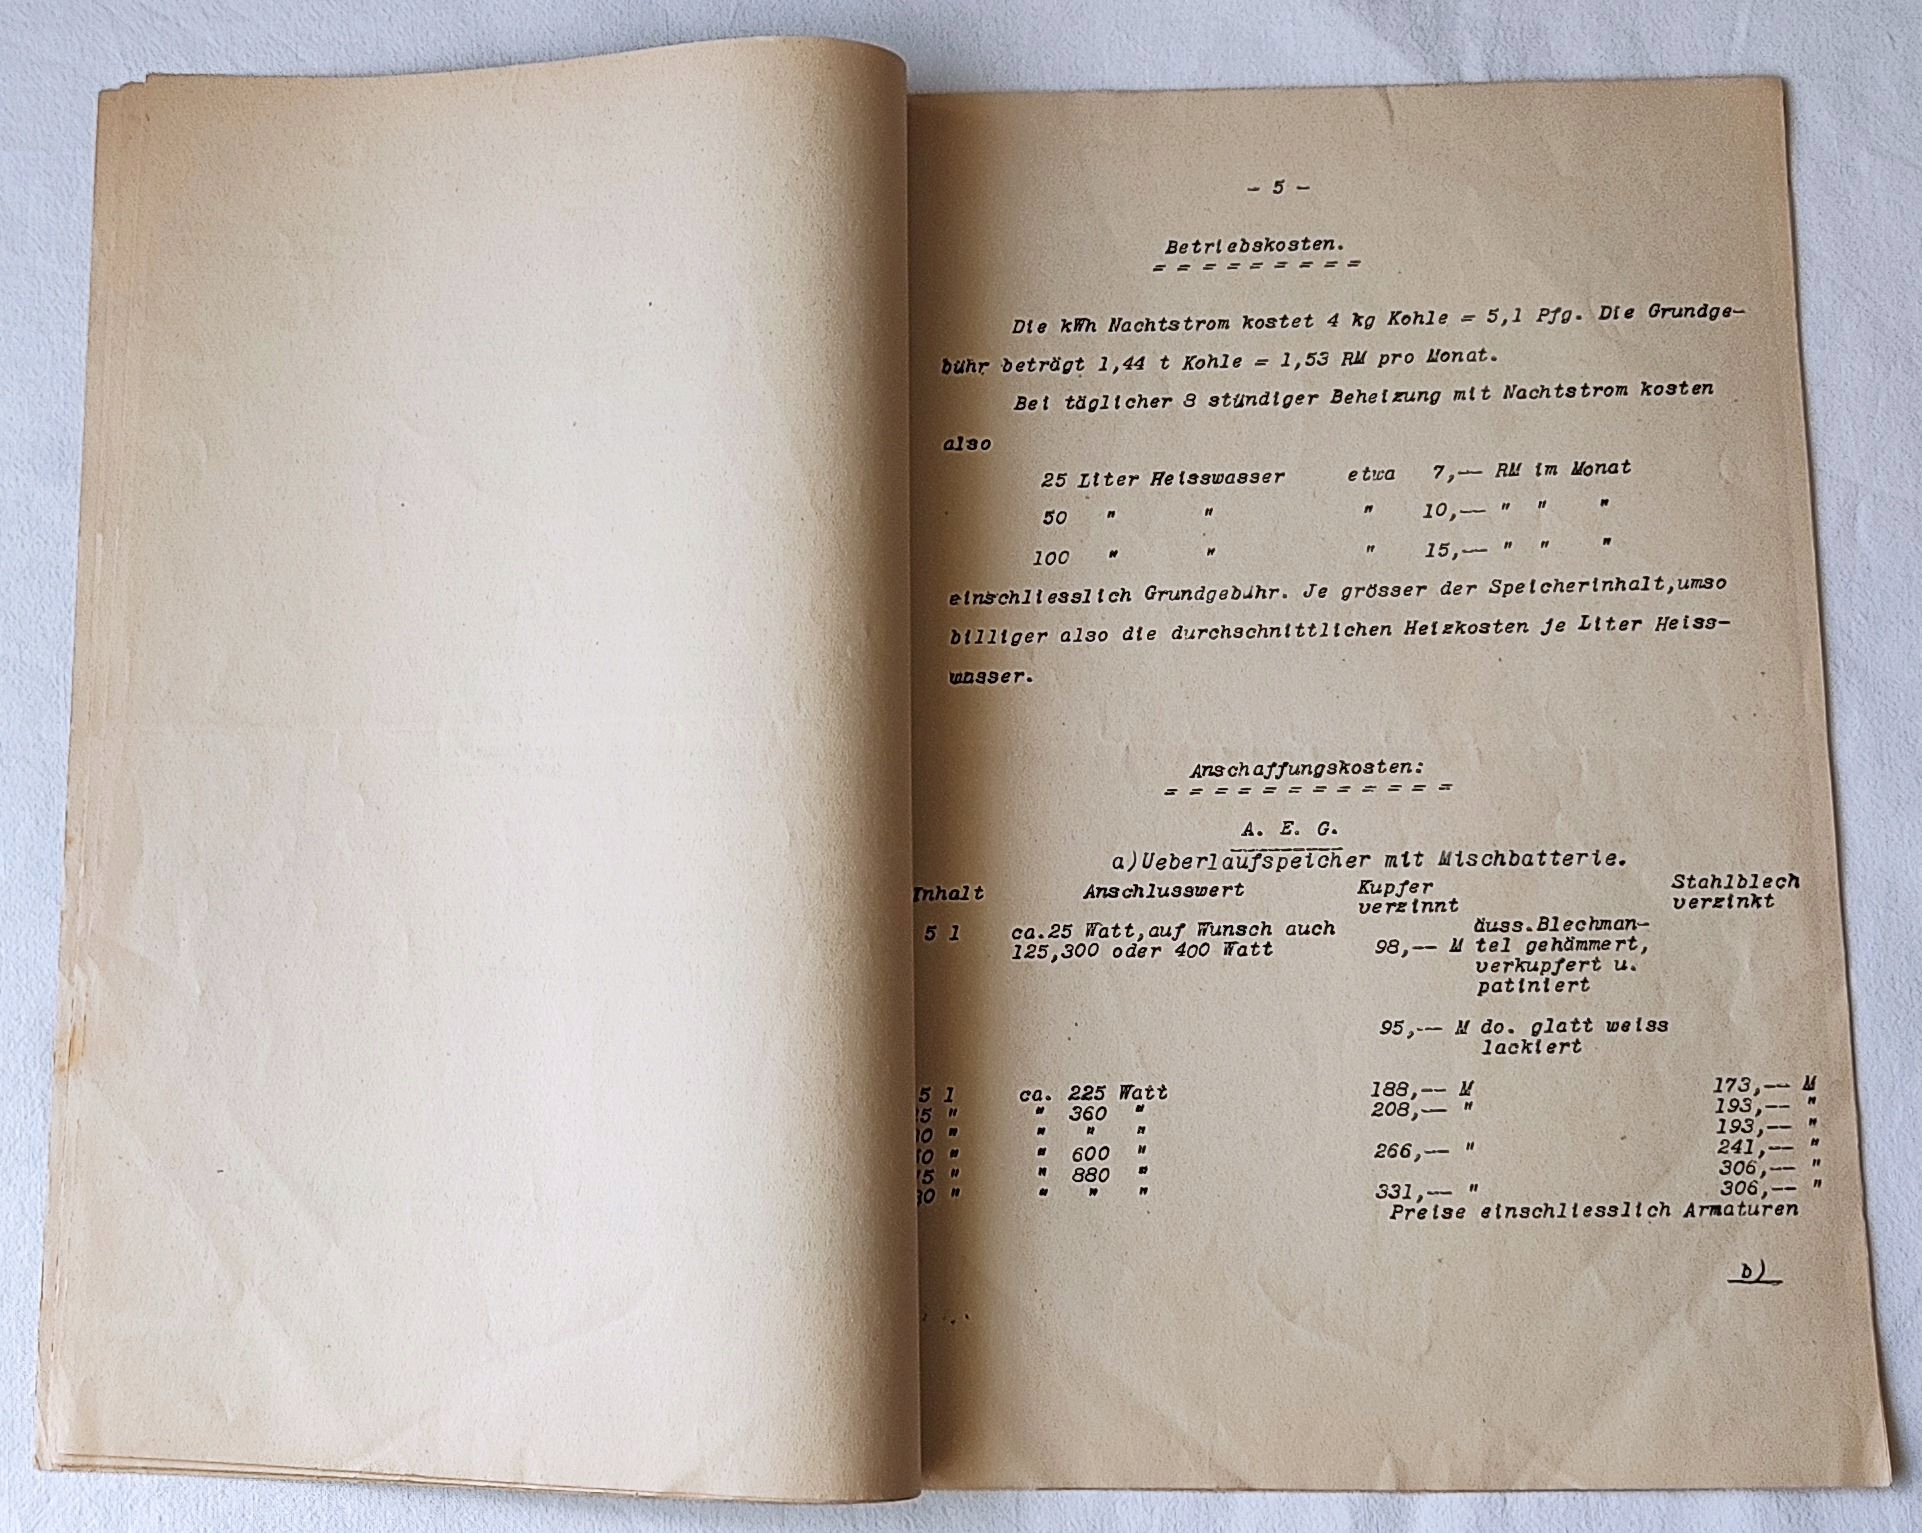 - 5 -
Betriebskosten.
= = = = = = = = =
Die kWh Nachtstrom kostet 4 kg Kohle = 5,1 Pfg. Die Grundge-
bühr beträgt 1,44 t Kohle = 1,53 RM pro Monat.
Bei täglicher 8 stündiger Beheizung mit Nachtstrom kosten
also
25 Liter Heisswasser etwa 7,-- RM im Monat
50 " " " 10,-- " " "
100 " " " 15,-- " " "
einschliesslich Grundgebühr. Je grösser der Speicherinhalt,umso
billiger also die durchschnittlichen Heizkosten je Liter Heiss-
wasser.
Anschaffungskosten:
= = = = = = = = = = = =
A. E. G.
a)Ueberlaufspeicher mit Mischbatterie.
Inhalt Anschlusswert Kupfer Stahlblech
verzinnt verzinkt
5 l ca.25 Watt,auf Wunsch auch äuss.Blechman-
125,300 oder 400 Watt 98,-- M tel gehämmert,
verkupfert u.
patiniert
95,-- M do. glatt weiss
lackiert
5 l ca. 225 Watt 188,-- M 173,-- M
5 " " 360 " 208,-- " 193,-- "
0 " " " " 193,-- "
0 " " 600 " 266,-- " 241,-- "
5 " " 880 " 306,-- "
0 " " " " 331,-- " 306,-- "
Preise einschliesslich Armaturen
b)